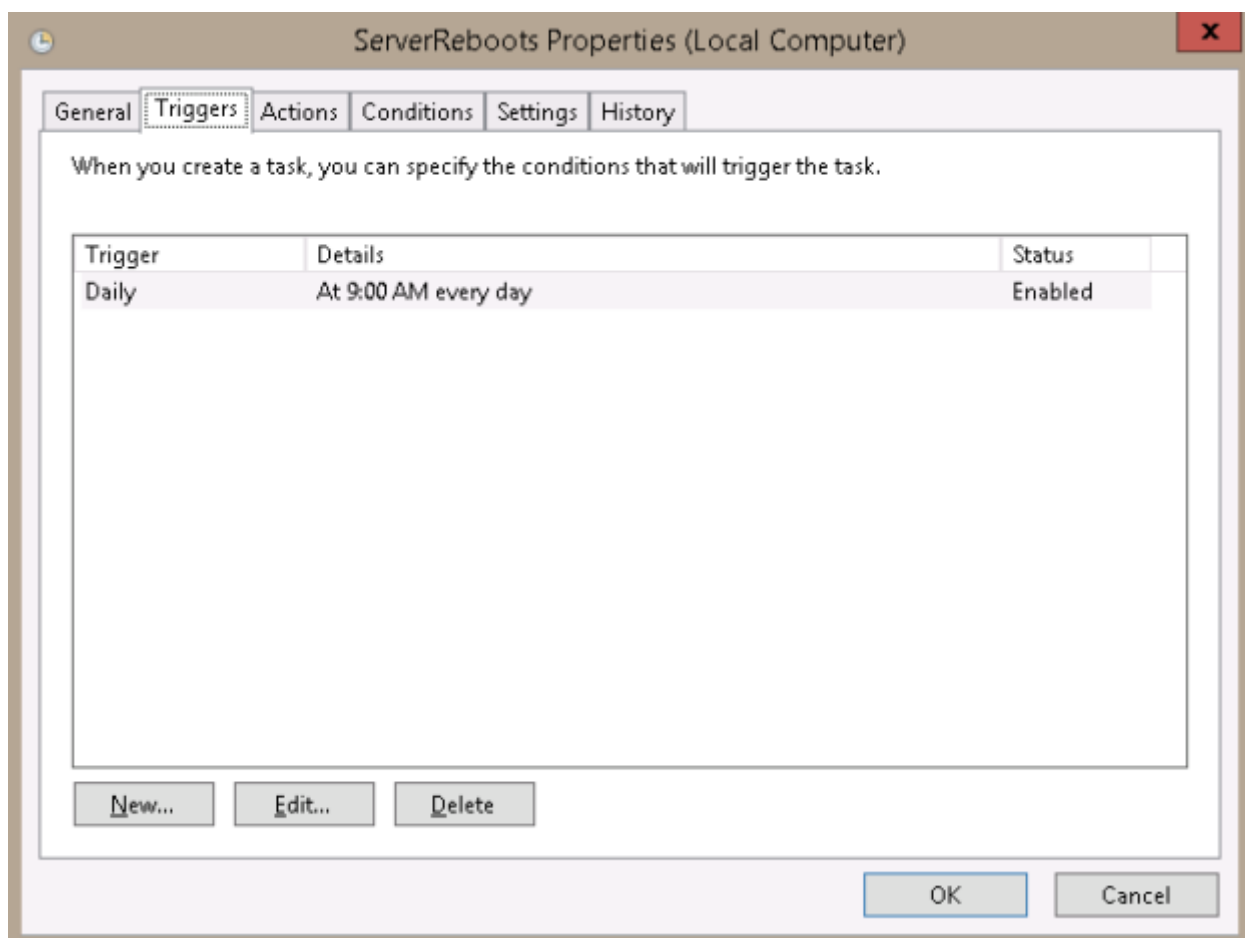 ServerReboots Properties (Local Computer)
x
General Triggers Actions Conditions Settings History
When you create a task, you can specify the conditions that will trigger the task.
Trigger Details Status
Daily At 9:00 AM every day Enabled
New... Edit... Delete
OK Cancel